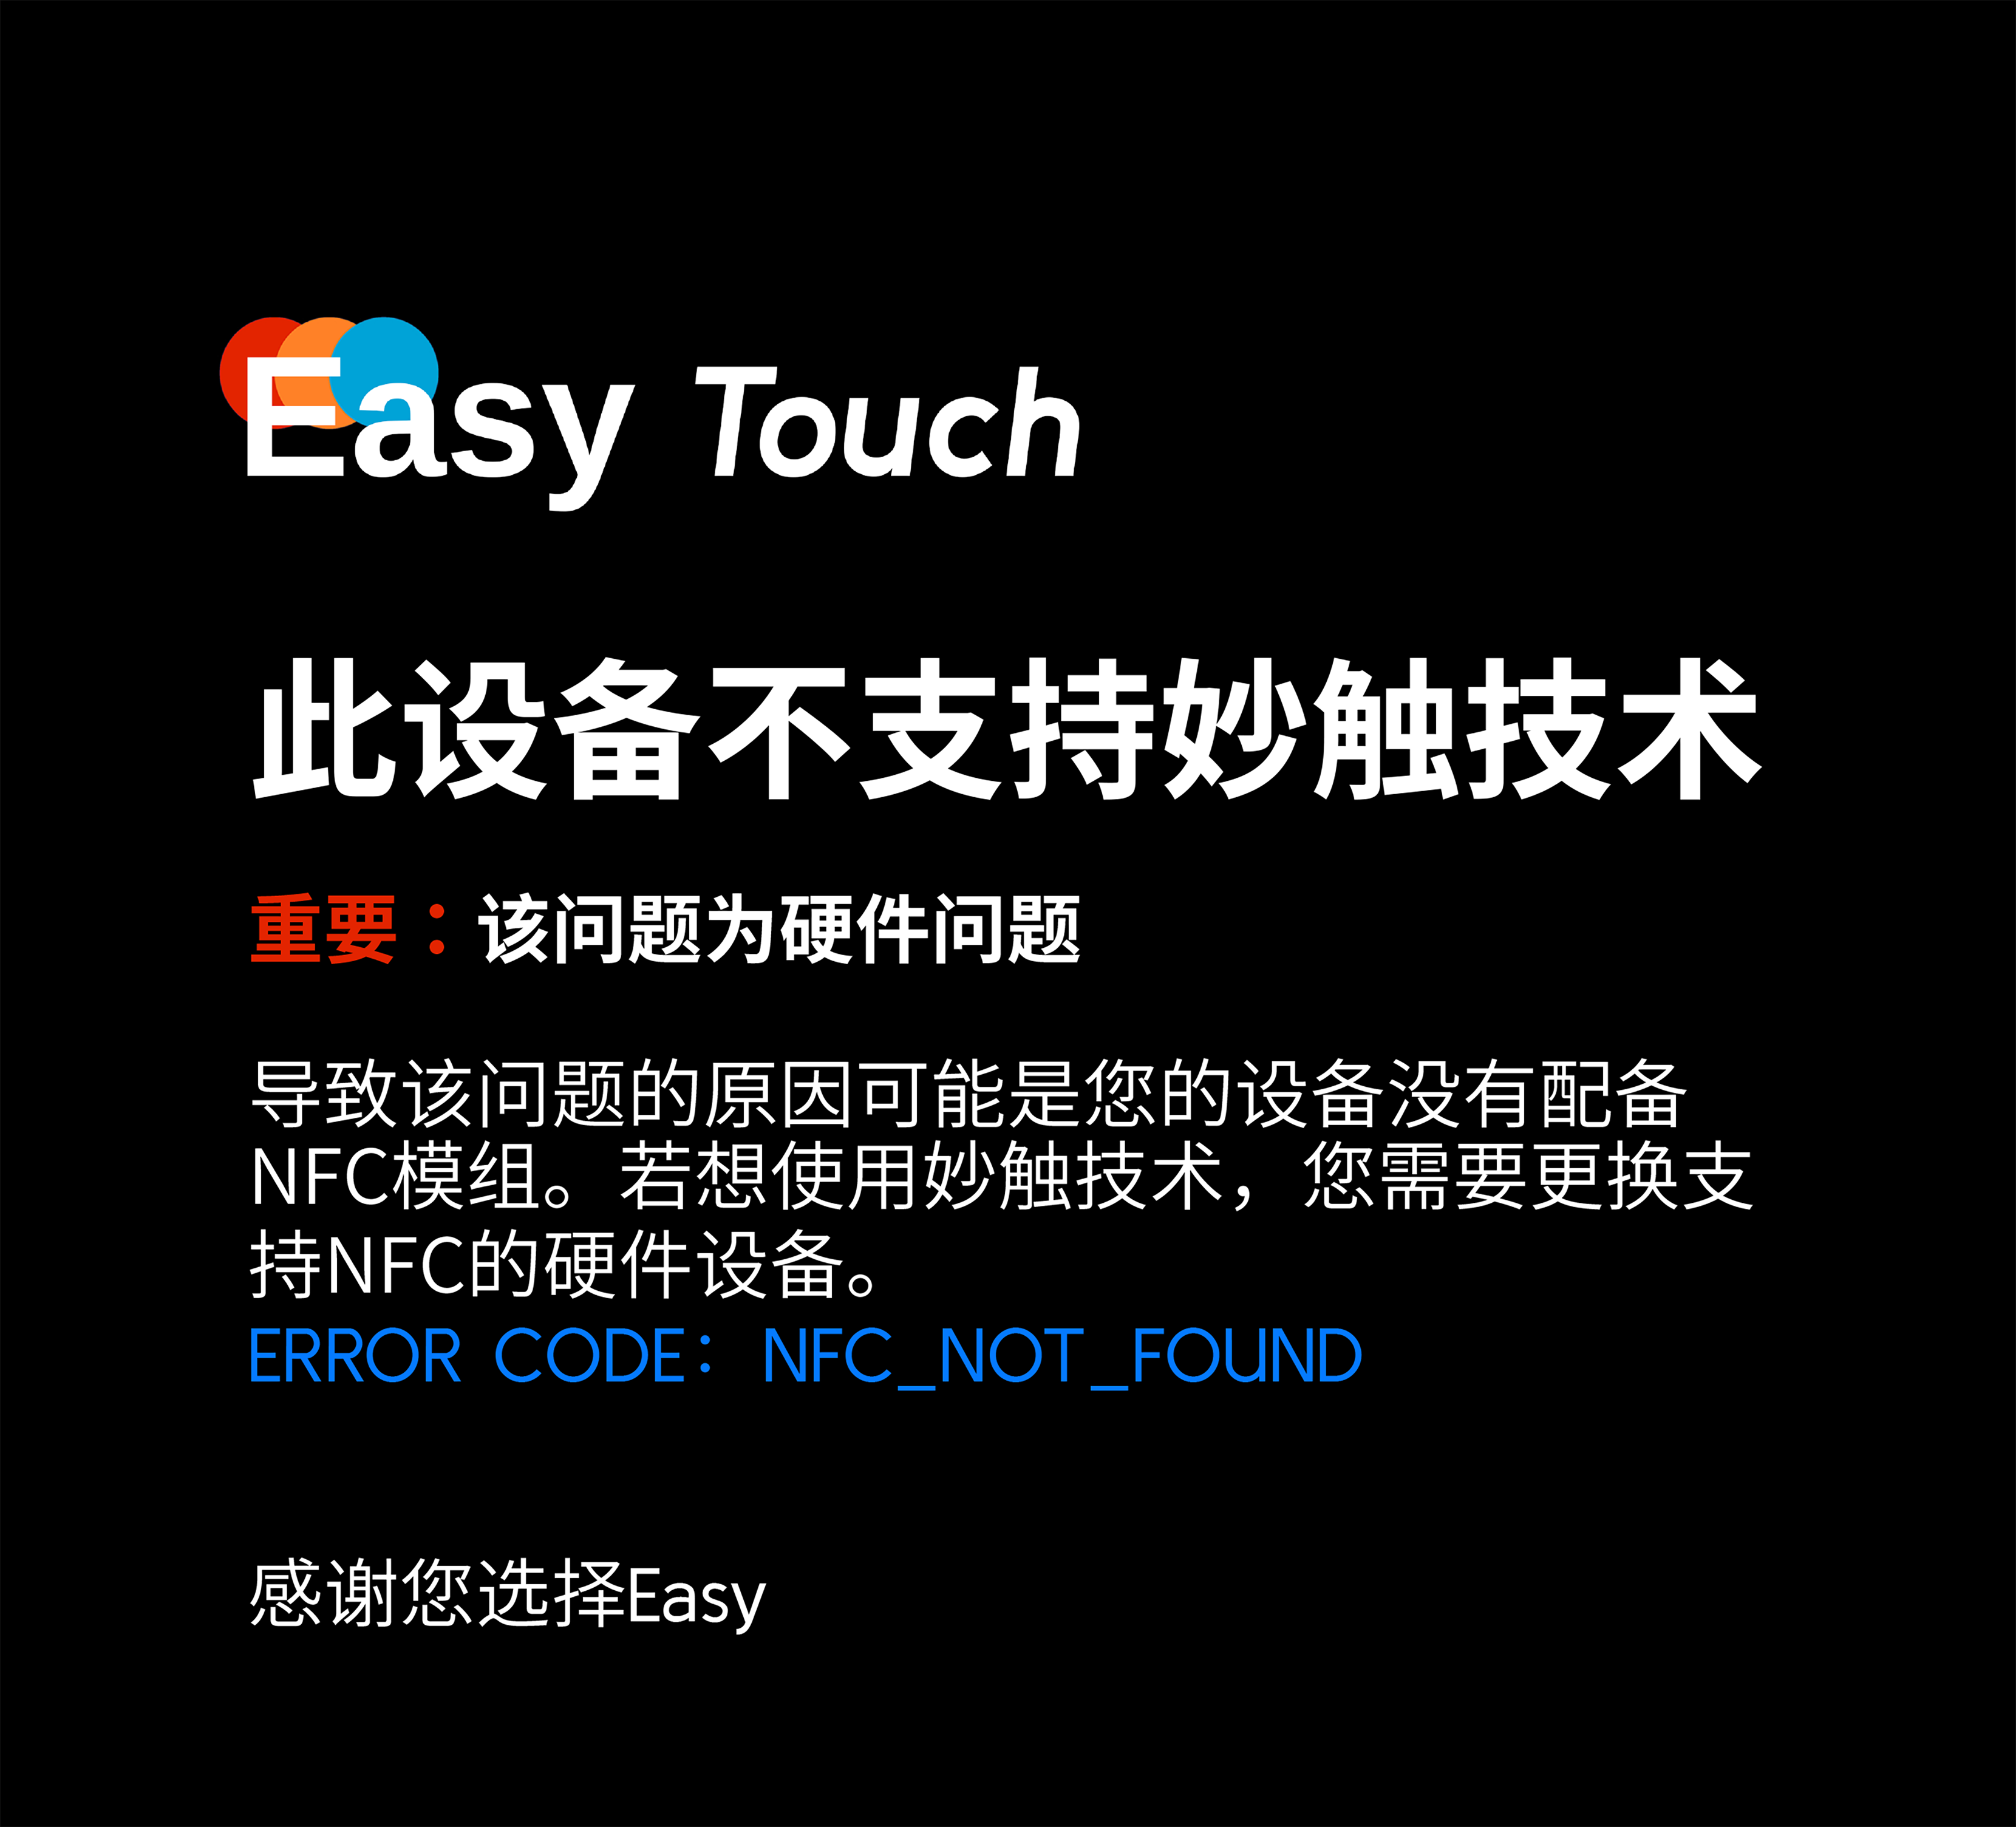 Easy Touch
此设备不支持妙触技术
重要：该问题为硬件问题
导致该问题的原因可能是您的设备没有配备
NFC模组。若想使用妙触技术，您需要更换支
持NFC的硬件设备。
ERROR CODE：NFC_NOT_FOUND
感谢您选择Easy